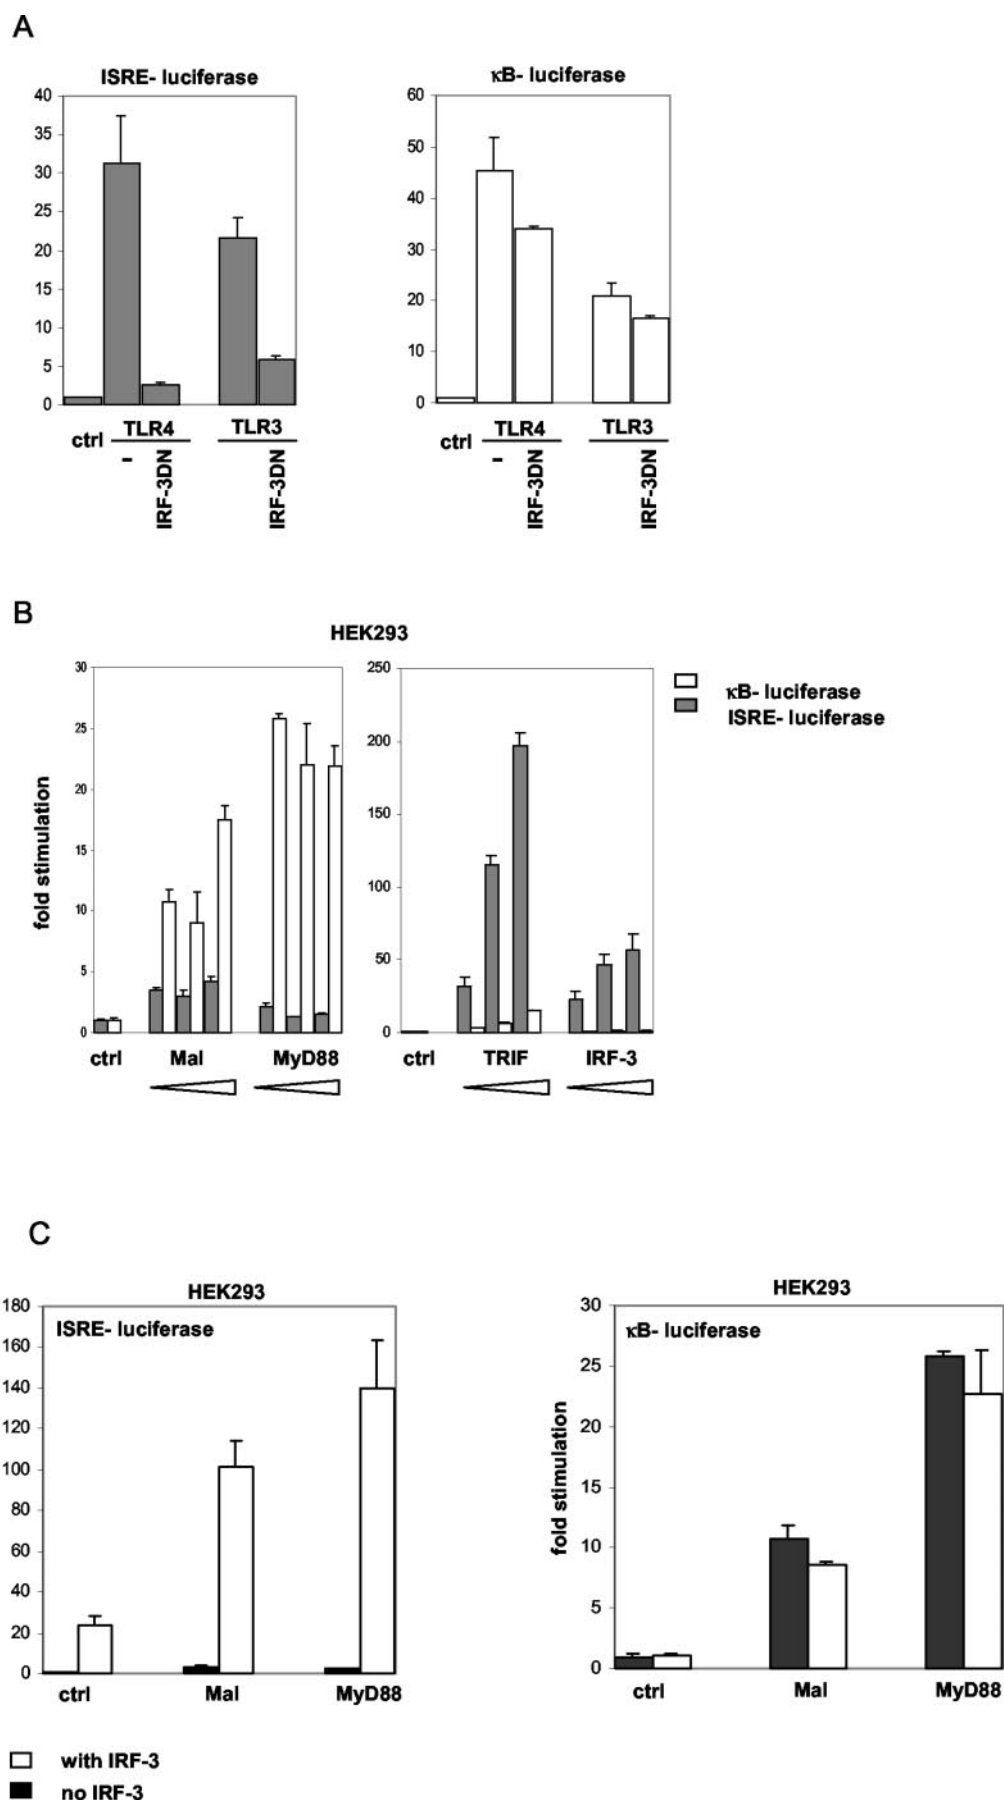 A
ISRE- luciferase
40
35
30
25
20
15
10
5
0
ctrl
TLR4
TLR3
–
IRF-3DN
IRF-3DN
κB- luciferase
60
50
40
30
20
10
0
ctrl
TLR4
TLR3
–
IRF-3DN
IRF-3DN
B
HEK293
fold stimulation
30
25
20
15
10
5
0
ctrl
Mal
MyD88
250
200
150
100
50
0
ctrl
TRIF
IRF-3
κB- luciferase
ISRE- luciferase
C
HEK293
ISRE- luciferase
180
160
140
120
100
80
60
40
20
0
ctrl
Mal
MyD88
HEK293
κB- luciferase
fold stimulation
30
25
20
15
10
5
0
ctrl
Mal
MyD88
with IRF-3
no IRF-3